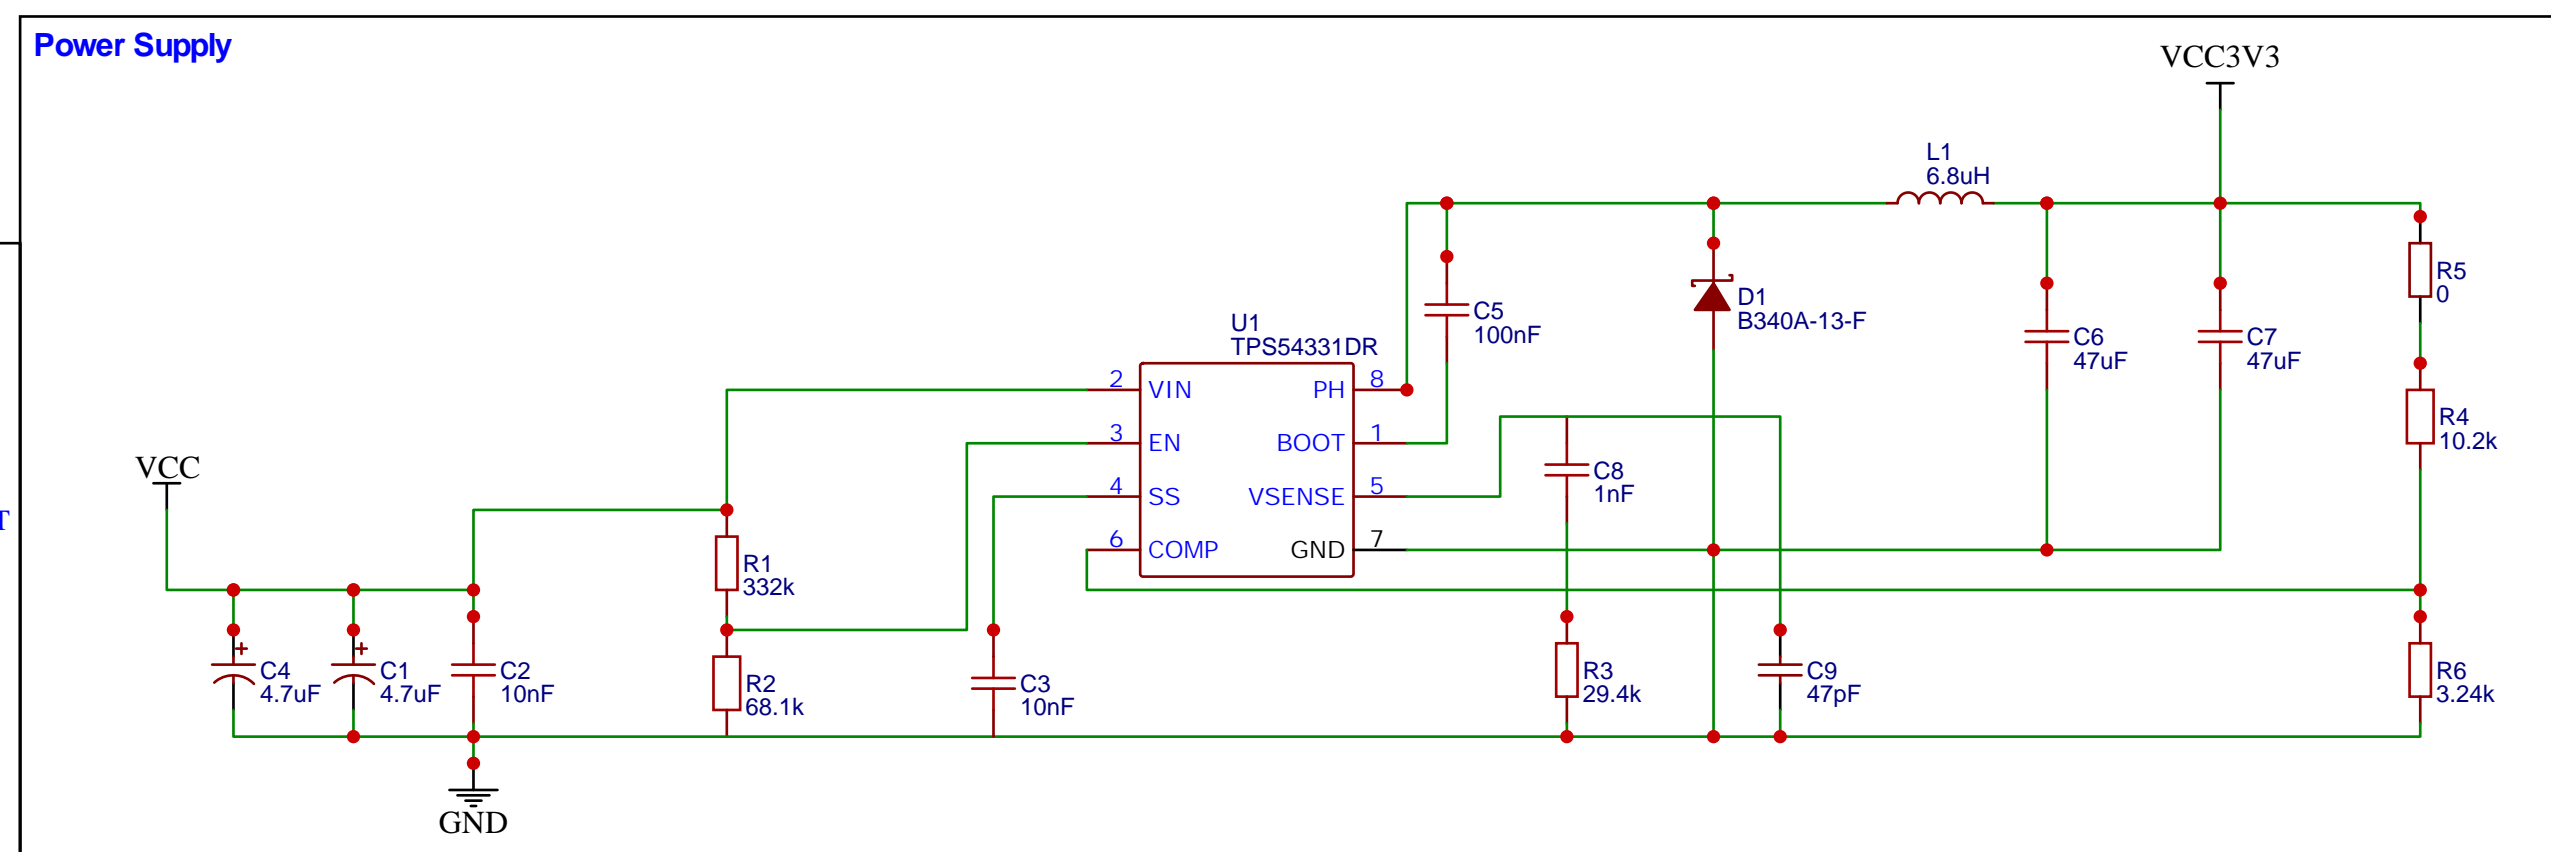 Power Supply
VCC3V3
L1
6.8uH
R5
0
C5
100nF
D1
B340A-13-F
U1
TPS54331DR
C6
47uF
C7
47uF
2 VIN PH 8
R4
10.2k
3 EN BOOT 1
VCC
C8
1nF
4 SS VSENSE 5
T
6 COMP GND 7
R1
332k
C4
4.7uF
C1
4.7uF
C2
10nF
R2
68.1k
C3
10nF
R3
29.4k
C9
47pF
R6
3.24k
GND